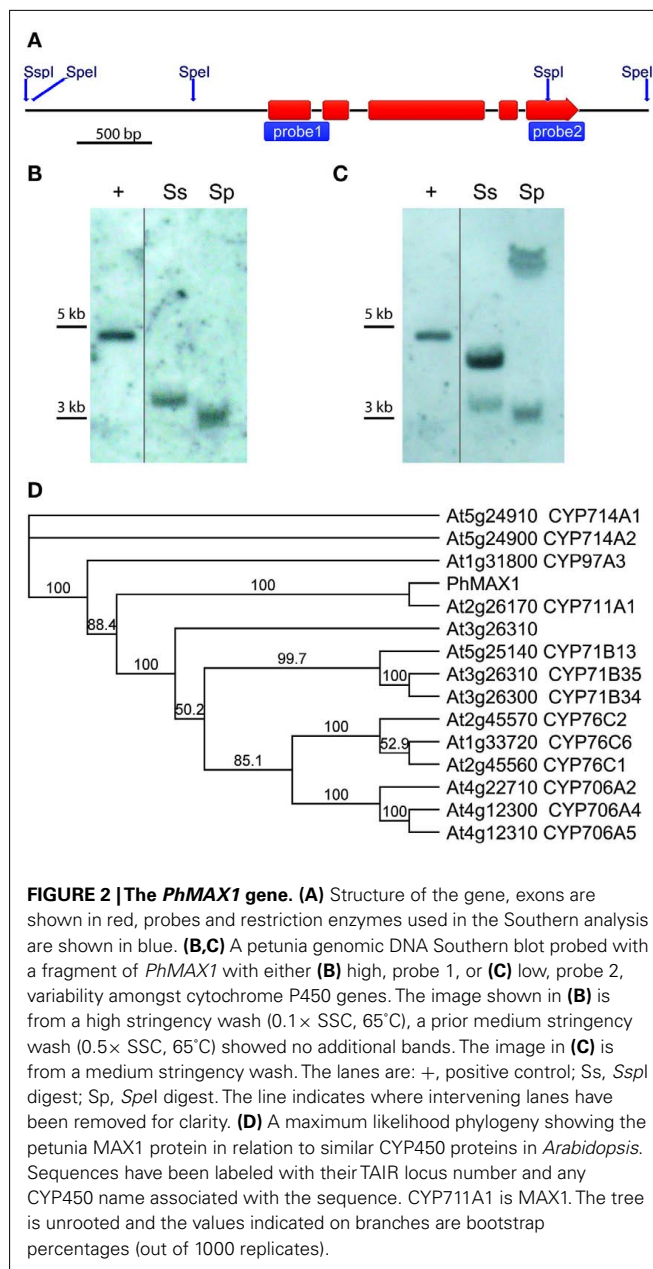 A
SspI SpeI SpeI SspI SpeI
500 bp
probe1
probe2
B
+ Ss Sp
5 kb
3 kb
C
+ Ss Sp
5 kb
3 kb
D
At5g24910 CYP714A1
At5g24900 CYP714A2
At1g31800 CYP97A3
100
100
PhMAX1
At2g26170 CYP711A1
88.4
At3g26310
100
99.7
At5g25140 CYP71B13
100
At3g26310 CYP71B35
At3g26300 CYP71B34
50.2
100
At2g45570 CYP76C2
52.9
At1g33720 CYP76C6
At2g45560 CYP76C1
85.1
100
At4g22710 CYP706A2
100
At4g12300 CYP706A4
At4g12310 CYP706A5
FIGURE 2 | The PhMAX1 gene. (A) Structure of the gene, exons are
shown in red, probes and restriction enzymes used in the Southern analysis
are shown in blue. (B,C) A petunia genomic DNA Southern blot probed with
a fragment of PhMAX1 with either (B) high, probe 1, or (C) low, probe 2,
variability amongst cytochrome P450 genes. The image shown in (B) is
from a high stringency wash (0.1× SSC, 65˚C), a prior medium stringency
wash (0.5× SSC, 65˚C) showed no additional bands. The image in (C) is
from a medium stringency wash. The lanes are: +, positive control; Ss, SspI
digest; Sp, SpeI digest. The line indicates where intervening lanes have
been removed for clarity. (D) A maximum likelihood phylogeny showing the
petunia MAX1 protein in relation to similar CYP450 proteins in Arabidopsis.
Sequences have been labeled with their TAIR locus number and any
CYP450 name associated with the sequence. CYP711A1 is MAX1. The tree
is unrooted and the values indicated on branches are bootstrap
percentages (out of 1000 replicates).